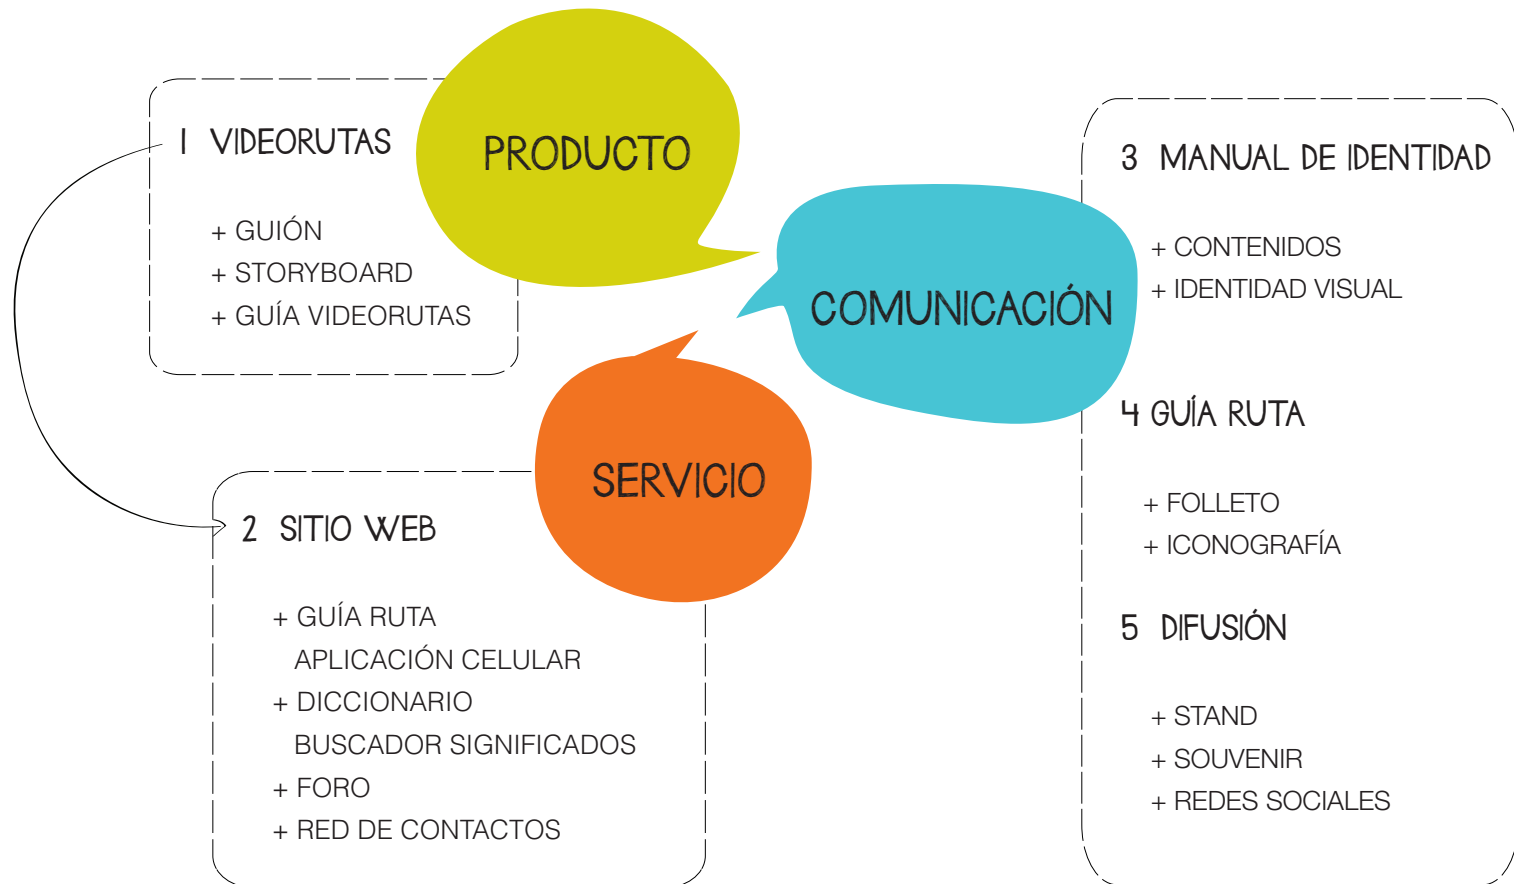 PRODUCTO
1 VIDEORUTAS
+ GUIÓN
+ STORYBOARD
+ GUÍA VIDEORUTAS
COMUNICACIÓN
3 MANUAL DE IDENTIDAD
+ CONTENIDOS
+ IDENTIDAD VISUAL
4 GUÍA RUTA
+ FOLLETO
+ ICONOGRAFÍA
5 DIFUSIÓN
+ STAND
+ SOUVENIR
+ REDES SOCIALES
SERVICIO
2 SITIO WEB
+ GUÍA RUTA
APLICACIÓN CELULAR
+ DICCIONARIO
BUSCADOR SIGNIFICADOS
+ FORO
+ RED DE CONTACTOS